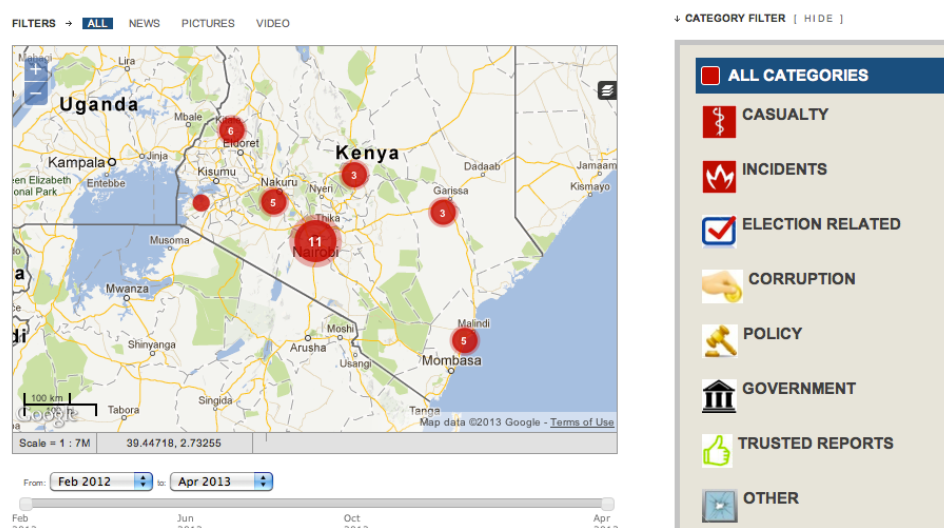 FILTERS → ALL NEWS PICTURES VIDEO
↓ CATEGORY FILTER [ HIDE ]
ALL CATEGORIES
CASUALTY
INCIDENTS
ELECTION RELATED
CORRUPTION
POLICY
GOVERNMENT
TRUSTED REPORTS
OTHER
+
−
Lira
Uganda
Mbale
6
Eldoret
Kampala
Jinja
Kenya
Dadaab
Jamaam
Entebbe
Kisumu
3
Nakuru
Nyeri
Garissa
Kismayo
5
3
Thika
Musoma
11
Nairobi
Mwanza
Malindi
5
Moshi
Shinyanga
Arusha
Usangi
Mombasa
100 km
Google
Tabora
Singida
Tanga
Map data ©2013 Google - Terms of Use
Scale = 1 : 7M 39.44718, 2.73255
From: Feb 2012 to: Apr 2013
Feb Jun Oct Apr